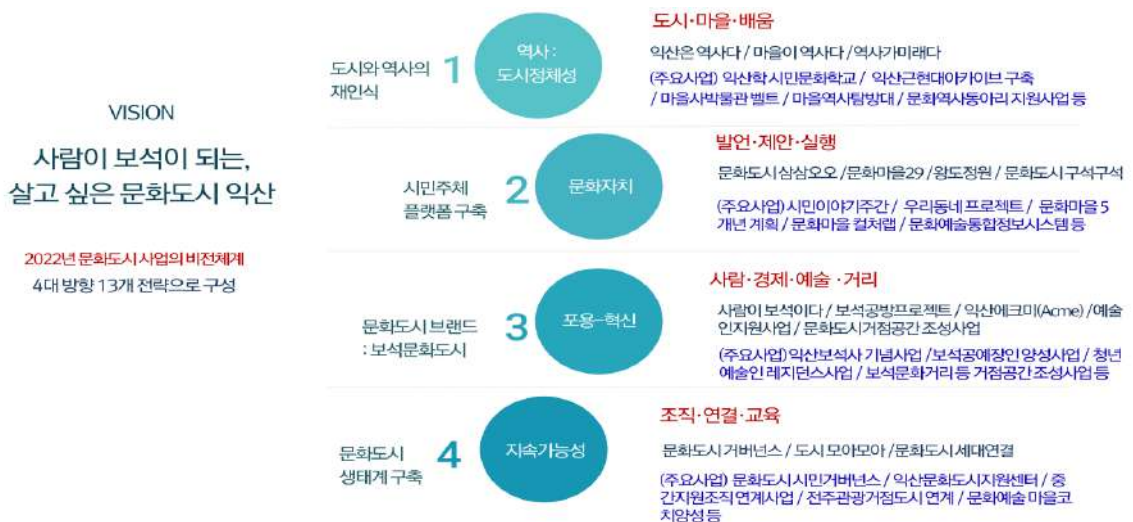 VISION
사람이 보석이 되는,
살고 싶은 문화도시 익산
2022년 문화도시 사업의 비전체계
4대 방향 13개 전략으로 구성
도시와 역사의
재인식
1
역사 :
도시정체성
도시·마을·배움
익산은 역사다 / 마을이 역사다 / 역사가미래다
(주요사업) 익산학 시민문화학교 / 익산근현대아카이브 구축
/ 마을사박물관 벨트 / 마을역사탐방대 / 문화역사동아리 지원사업 등
시민주체
플랫폼 구축
2
문화자치
발언·제안·실행
문화도시 삼삼오오 / 문화마을29 / 왕도정원 / 문화도시 구석구석
(주요사업) 시민이야기주간 / 우리동네 프로젝트 / 문화마을 5
개년 계획 / 문화마을 컬처랩 / 문화예술통합정보시스템 등
문화도시 브랜드
: 보석문화도시
3
포용-혁신
사람·경제·예술·거리
사람이 보석이다 / 보석공방프로젝트 / 익산에크미(Acme) /예술
인지원사업 / 문화도시거점공간 조성사업
(주요사업) 익산보석사 기념사업 /보석공예장인 양성사업 / 청년
예술인 레지던스사업 / 보석문화거리 등 거점공간 조성사업 등
문화도시
생태계 구축
4
지속가능성
조직·연결·교육
문화도시 거버넌스 / 도시 모아모아 /문화도시 세대연결
(주요사업) 문화도시 시민거버넌스 / 익산문화도시지원센터 / 중
간지원조직 연계사업 / 전주관광거점도시 연계 / 문화예술 마을코
치양성 등